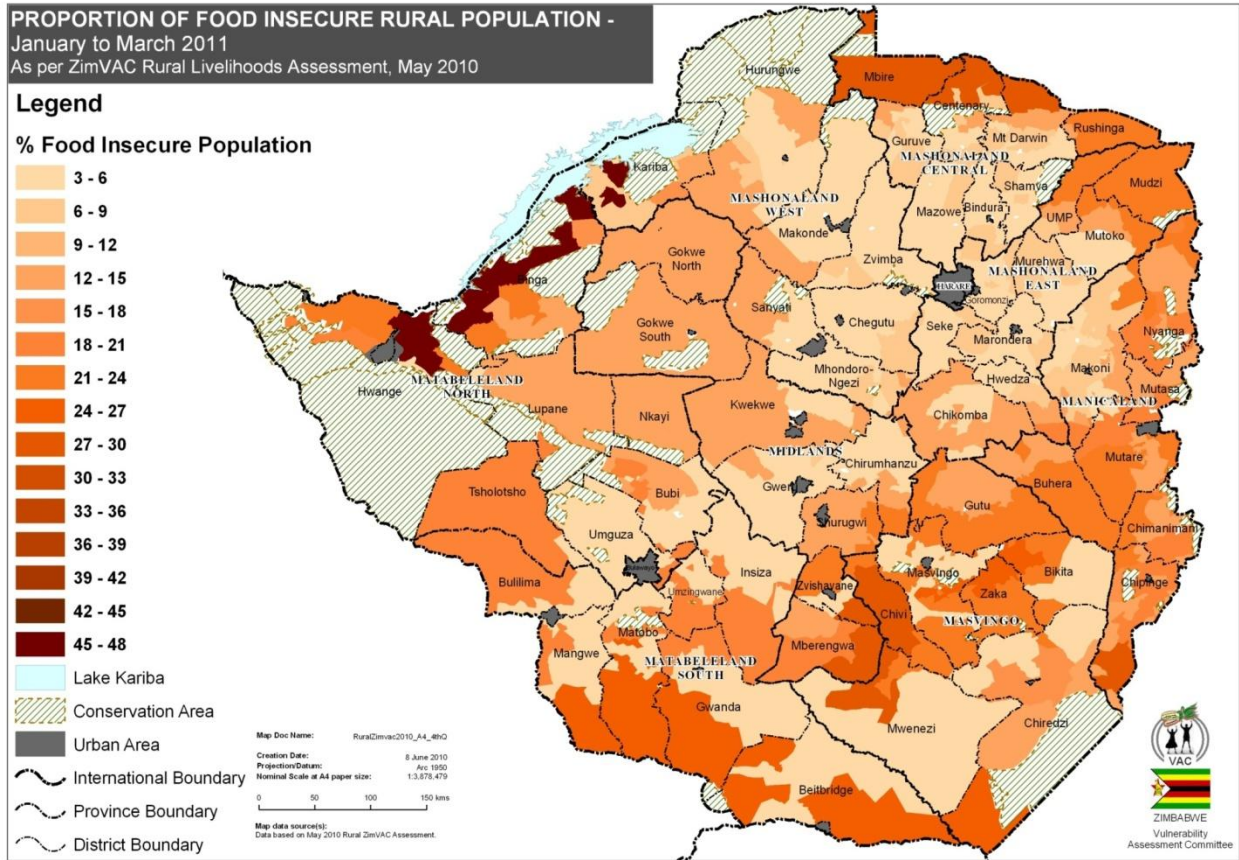 PROPORTION OF FOOD INSECURE RURAL POPULATION -
January to March 2011
As per ZimVAC Rural Livelihoods Assessment, May 2010
Legend
% Food Insecure Population
3 - 6
6 - 9
9 - 12
12 - 15
15 - 18
18 - 21
21 - 24
24 - 27
27 - 30
30 - 33
33 - 36
36 - 39
39 - 42
42 - 45
45 - 48
Lake Kariba
Conservation Area
Urban Area
International Boundary
Province Boundary
District Boundary
Map Doc Name: RuralZimvac2010_A4_4thQ
Creation Date: 8 June 2010
Projection/Datum: Arc 1950
Nominal Scale at A4 paper size: 1:3,878,479
0 50 100 150 kms
Map data source(s):
Data based on May 2010 Rural ZimVAC Assessment.
Hurungwe
Mbire
Centenary
Mt Darwin
Rushinga
Guruve
MASHONALAND
CENTRAL
Kariba
Shamva
Mudzi
MASHONALAND
WEST
Mazowe
Bindura
UMP
Makonde
Mutoko
Gokwe
North
Zvimba
Murehwa
MASHONALAND
EAST
HARARE
Goromonzi
Sanyati
Chegutu
Seke
Marondera
Nyanga
Gokwe
South
Mhondoro-
Ngezi
Hwedza
Makoni
Mutasa
Hwange
MATABELELAND
NORTH
Lupane
Nkayi
Kwekwe
Chikomba
MANICALAND
MIDLANDS
Chirumhanzu
Mutare
Tsholotsho
Bubi
Gweru
Buhera
Gutu
Shurugwi
Chimanimani
Umguza
Bulawayo
Insiza
Masvingo
Bikita
Chipinge
Bulilima
Umzingwane
Zvishavane
Zaka
Chivi
MASVINGO
Matobo
Mangwe
Mberengwa
MATABELELAND
SOUTH
Gwanda
Mwenezi
Chiredzi
Beitbridge
VAC
ZIMBABWE
Vulnerability
Assessment Committee